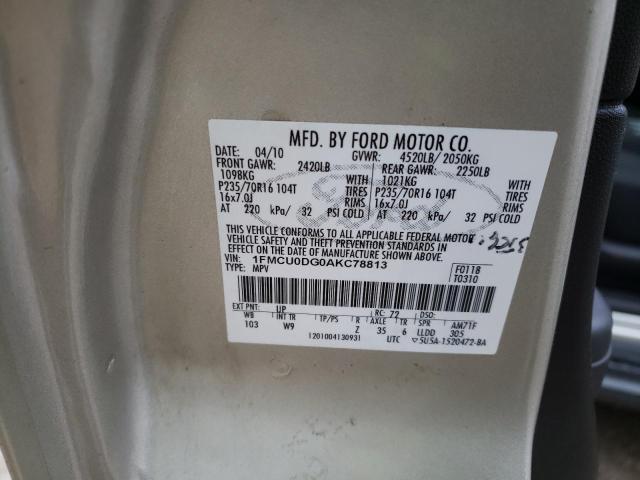 MFD. BY FORD MOTOR CO.
DATE: 04/10 GVWR: 4520LB/ 2050KG
FRONT GAWR: 2420LB REAR GAWR: 2250LB
1098KG WITH 1021KG WITH
P235/70R16 104T TIRES P235/70R16 104T TIRES
16x7.0J RIMS 16x7.0J RIMS
AT 220 kPa/ 32 PSI COLD AT 220 kPa/ 32 PSI COLD
Ford
THIS VEHICLE CONFORMS TO ALL APPLICABLE FEDERAL MOTOR
VEHICLE SAFETY AND THEFT PREVENTION STANDARDS IN
EFFECT ON THE DATE OF MANUFACTURE SHOWN ABOVE.
VIN: 1FMCU0DG0AKC78813
TYPE: MPV
F0118
T0310
EXT PNT: UP RC: 72 DSO:
WB INT TR TP/PS R AXLE TR SPR AM71F
103 W9 Z 35 6 LLDD 305
1201004130931 UTC ▽5U5A-1520472-BA